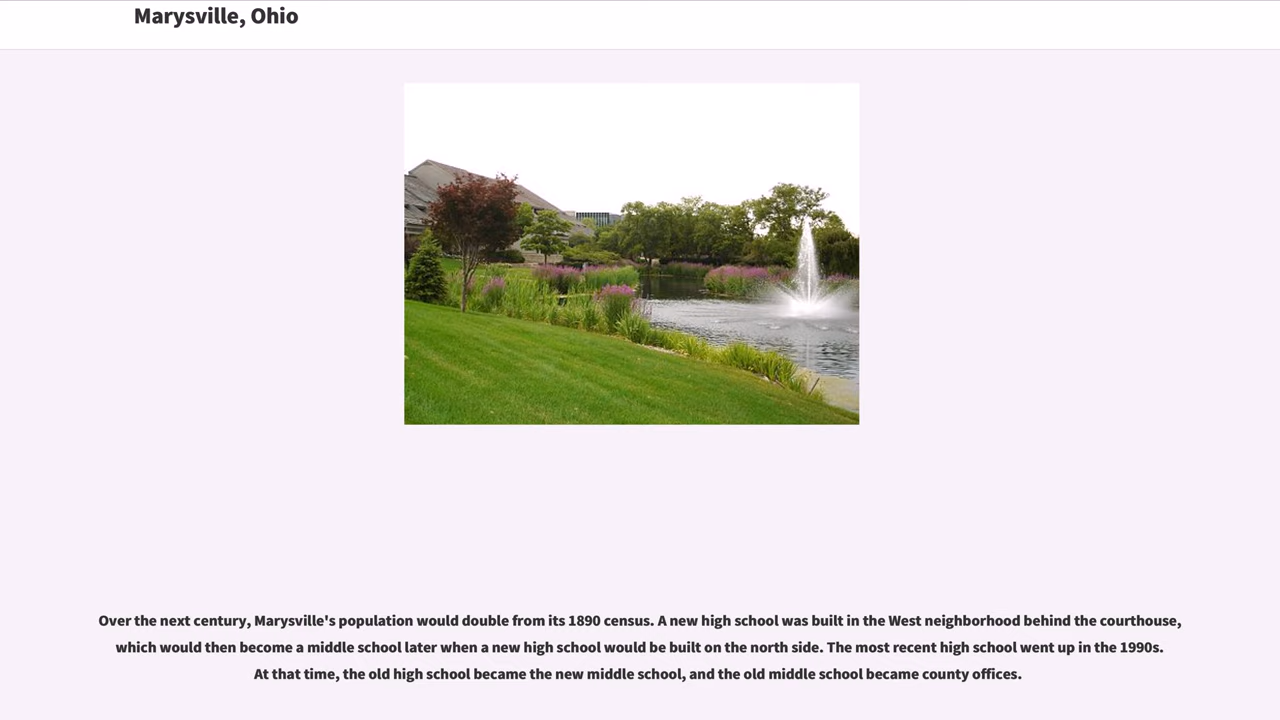 Marysville, Ohio
Over the next century, Marysville's population would double from its 1890 census. A new high school was built in the West neighborhood behind the courthouse,
which would then become a middle school later when a new high school would be built on the north side. The most recent high school went up in the 1990s.
At that time, the old high school became the new middle school, and the old middle school became county offices.